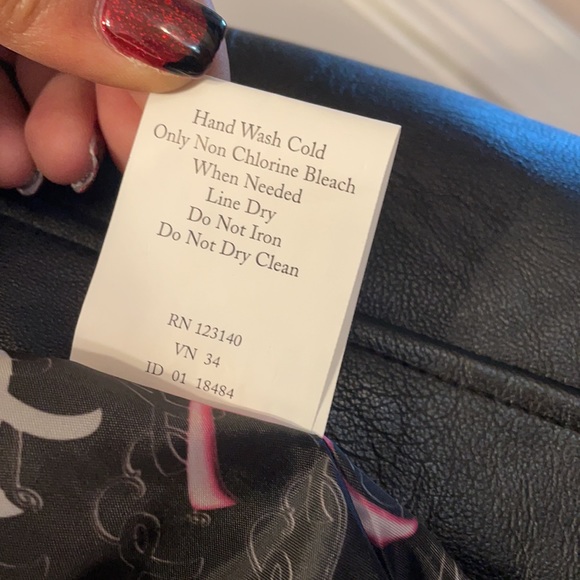 Hand Wash Cold
Only Non Chlorine Bleach
When Needed
Line Dry
Do Not Iron
Do Not Dry Clean
RN 123140
VN 34
ID 01 18484